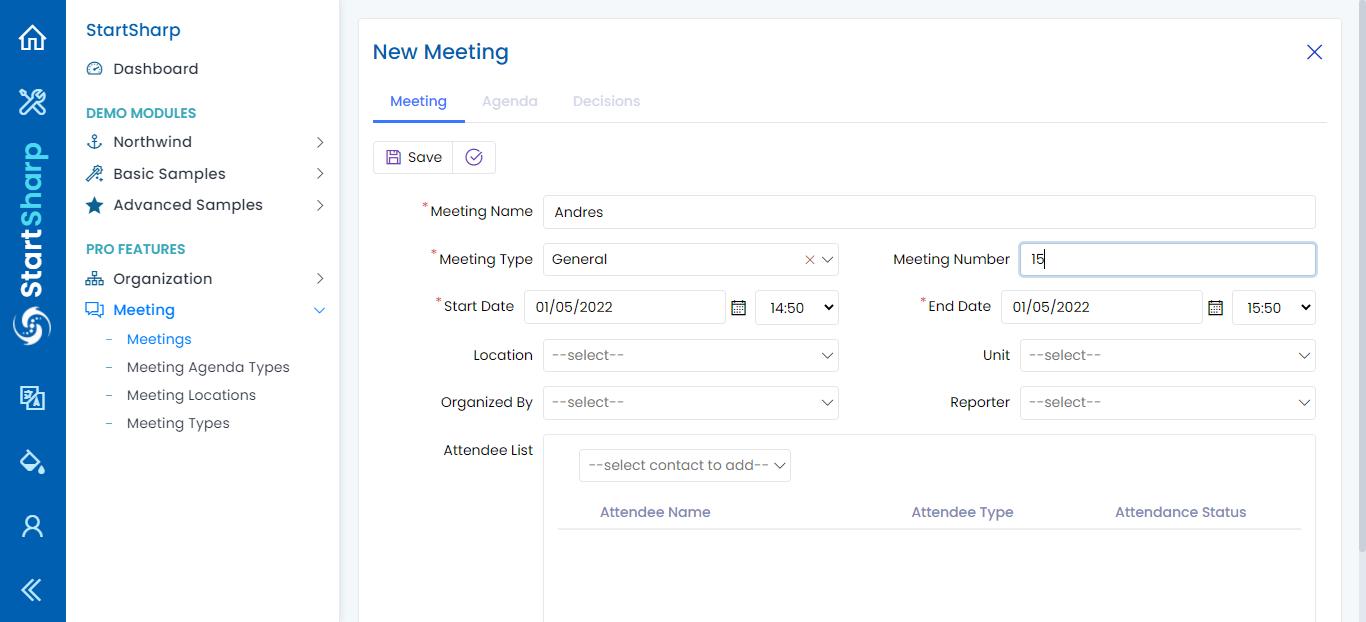 StartSharp
StartSharp
Dashboard
DEMO MODULES
Northwind
Basic Samples
Advanced Samples
PRO FEATURES
Organization
Meeting
Meetings
Meeting Agenda Types
Meeting Locations
Meeting Types
New Meeting
Meeting Agenda Decisions
Save
*Meeting Name Andres
*Meeting Type General Meeting Number 15
*Start Date 01/05/2022 14:50 *End Date 01/05/2022 15:50
Location --select-- Unit --select--
Organized By --select-- Reporter --select--
Attendee List
--select contact to add--
Attendee Name Attendee Type Attendance Status